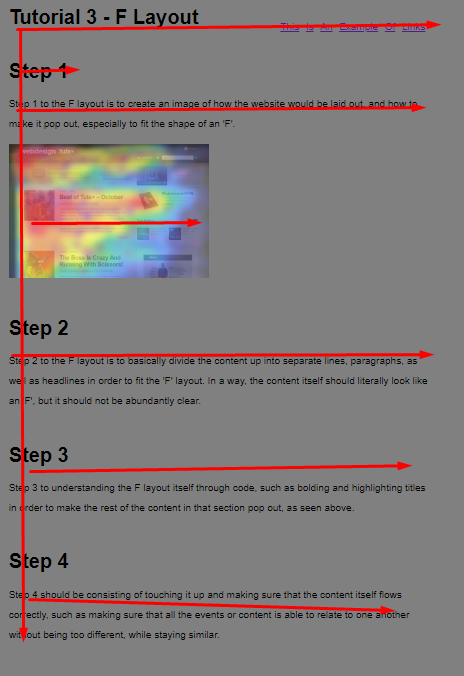 Tutorial 3 - F Layout
This Is An Example Of Links
Step 1
Step 1 to the F layout is to create an image of how the website would be laid out, and how to
make it pop out, especially to fit the shape of an 'F'.
webdesign tuts+
Best of Tuts+ – October
The Boss Is Crazy And
Running With Scissors!
Step 2
Step 2 to the F layout is to basically divide the content up into separate lines, paragraphs, as
well as headlines in order to fit the 'F' layout. In a way, the content itself should literally look like
an 'F', but it should not be abundantly clear.
Step 3
Step 3 to understanding the F layout itself through code, such as bolding and highlighting titles
in order to make the rest of the content in that section pop out, as seen above.
Step 4
Step 4 should be consisting of touching it up and making sure that the content itself flows
correctly, such as making sure that all the events or content is able to relate to one another
without being too different, while staying similar.